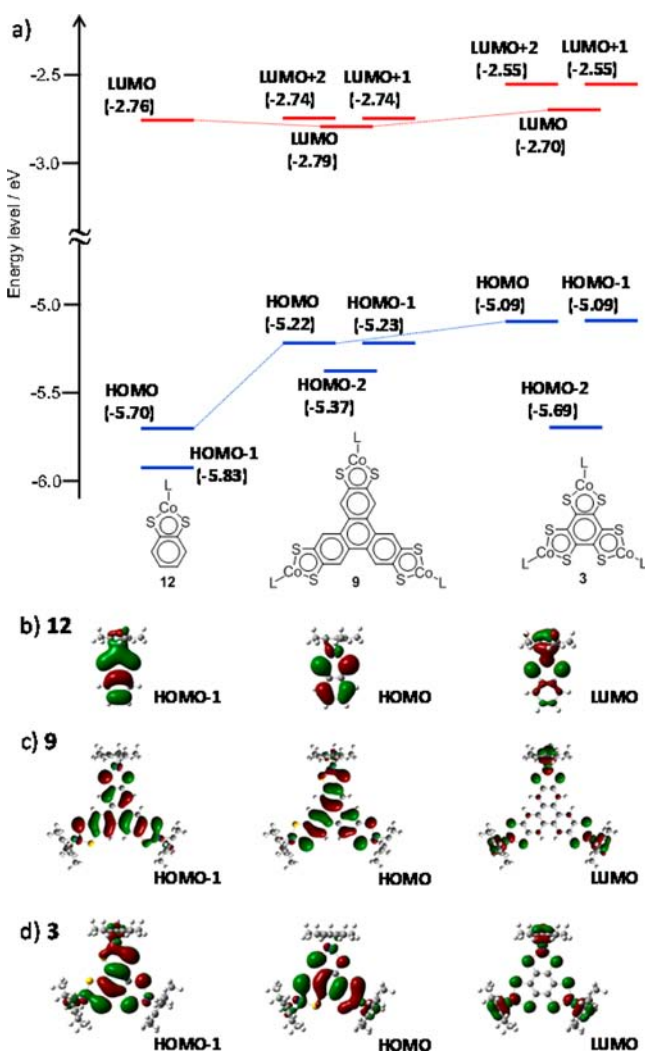 a)
Energy level / eV
-2.5
-3.0
-5.0
-5.5
-6.0
LUMO
(-2.76)
LUMO+2
(-2.74)
LUMO+1
(-2.74)
LUMO
(-2.79)
LUMO+2
(-2.55)
LUMO+1
(-2.55)
LUMO
(-2.70)
HOMO
(-5.70)
HOMO-1
(-5.83)
HOMO
(-5.22)
HOMO-1
(-5.23)
HOMO-2
(-5.37)
HOMO
(-5.09)
HOMO-1
(-5.09)
HOMO-2
(-5.69)
L
Co
S S
12
L
Co
S S
S S
Co Co
L S S L
9
L
Co
S S
S S
Co Co
L S S L
3
b) 12
HOMO-1 HOMO LUMO
c) 9
HOMO-1 HOMO LUMO
d) 3
HOMO-1 HOMO LUMO